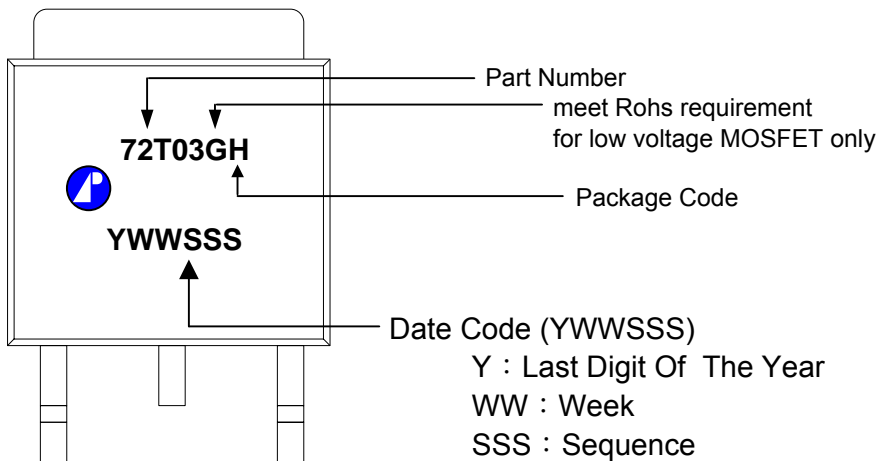 Part Number
meet Rohs requirement
for low voltage MOSFET only
72T03GH
Package Code
YWWSSS
Date Code (YWWSSS)
Y：Last Digit Of The Year
WW：Week
SSS：Sequence